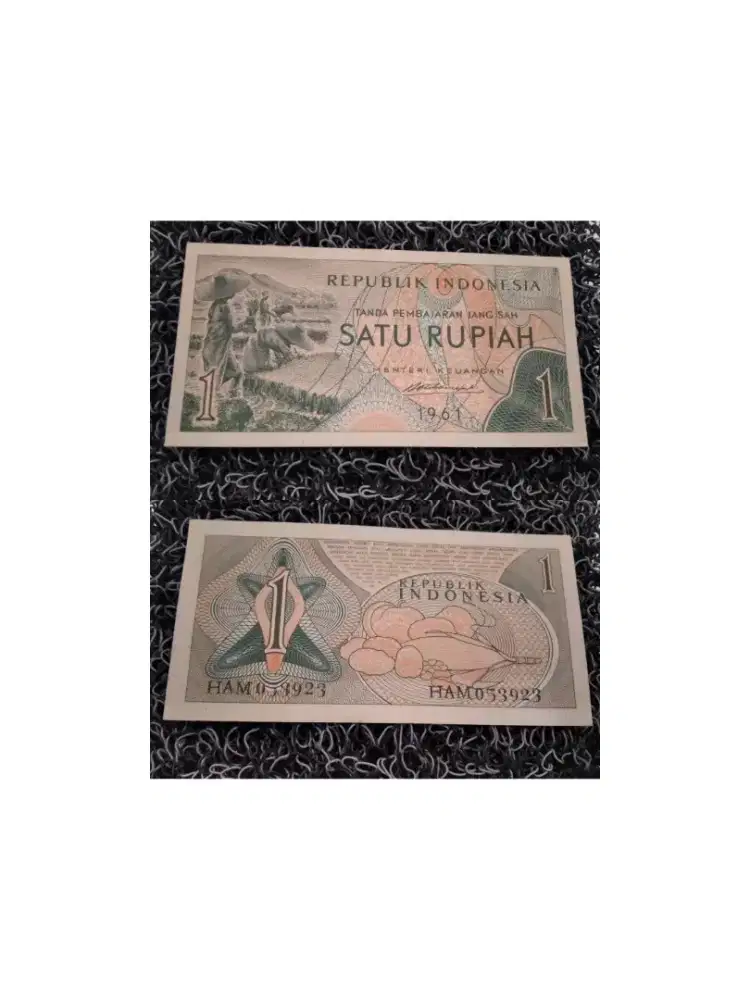 REPUBLIK INDONESIA
TANDA PEMBAJARAN JANG SAH
SATU RUPIAH
MENTERI KEUANGAN
1961
1
1
1
REPUBLIK
INDONESIA
1
HAM053923
HAM053923